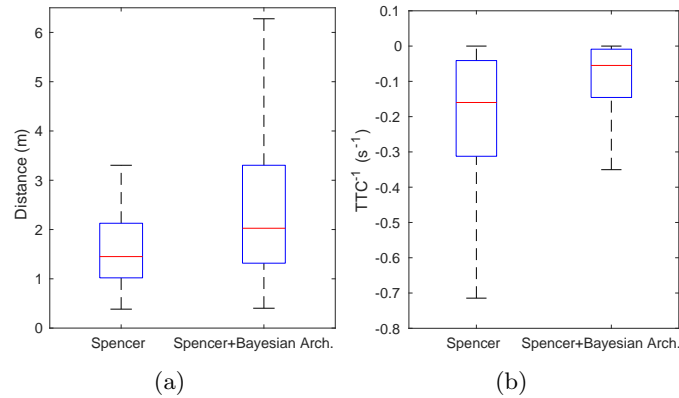 6
5
4
3
2
1
0
Distance (m)
Spencer
Spencer+Bayesian Arch.
(a)
0.1
0
-0.1
-0.2
-0.3
-0.4
-0.5
-0.6
-0.7
-0.8
TTC-1 (s-1)
Spencer
Spencer+Bayesian Arch.
(b)